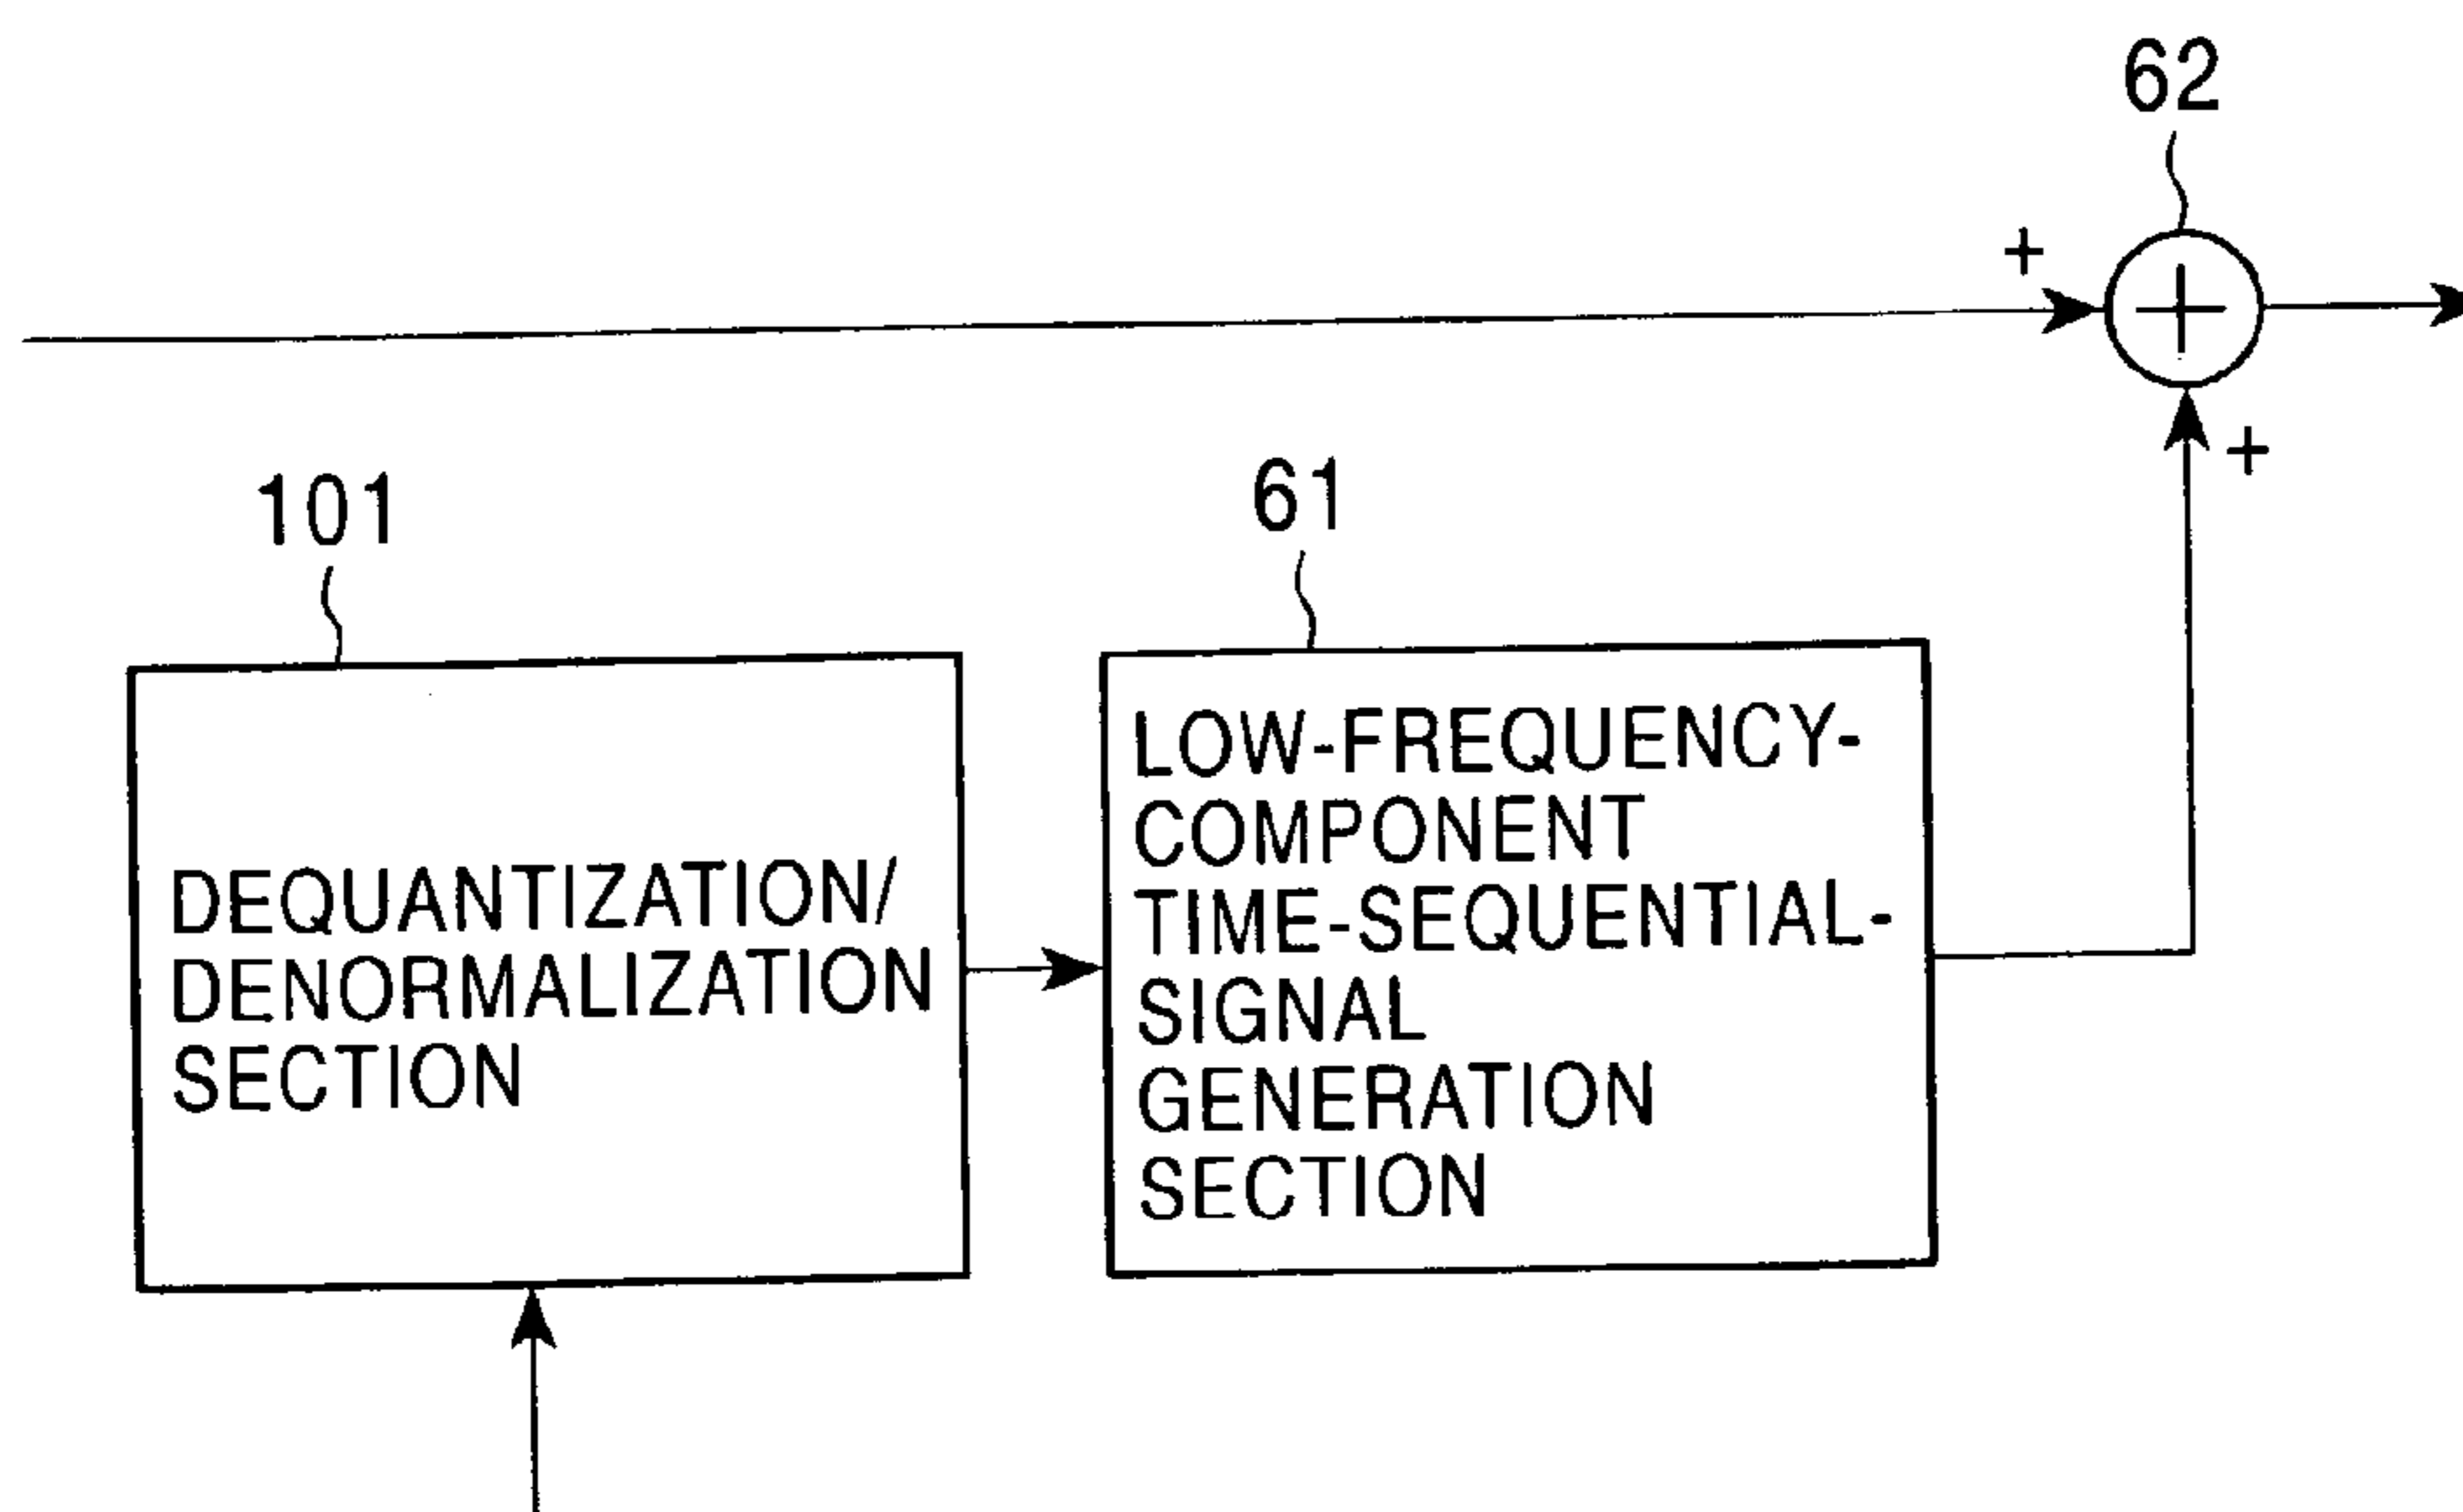 62
+
+
+
101
61
DEQUANTIZATION/
DENORMALIZATION
SECTION
LOW-FREQUENCY-
COMPONENT
TIME-SEQUENTIAL-
SIGNAL
GENERATION
SECTION